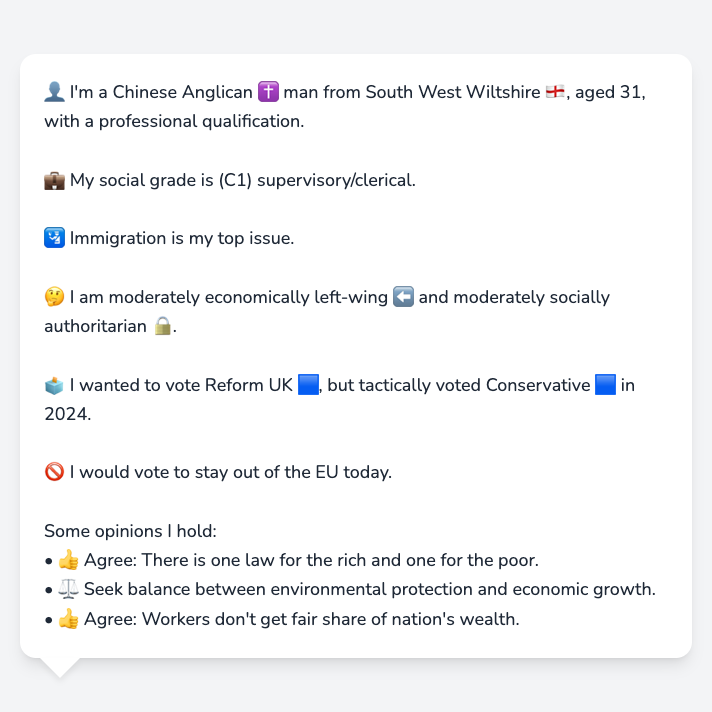 👤 I'm a Chinese Anglican ✝️ man from South West Wiltshire 🏴󠁧󠁢󠁥󠁮󠁧󠁿, aged 31,
with a professional qualification.
💼 My social grade is (C1) supervisory/clerical.
🛂 Immigration is my top issue.
🤔 I am moderately economically left-wing ⬅️ and moderately socially
authoritarian 🔒.
🗳️ I wanted to vote Reform UK 🟦, but tactically voted Conservative 🟦 in
2024.
🚫 I would vote to stay out of the EU today.
Some opinions I hold:
• 👍 Agree: There is one law for the rich and one for the poor.
• ⚖️ Seek balance between environmental protection and economic growth.
• 👍 Agree: Workers don't get fair share of nation's wealth.